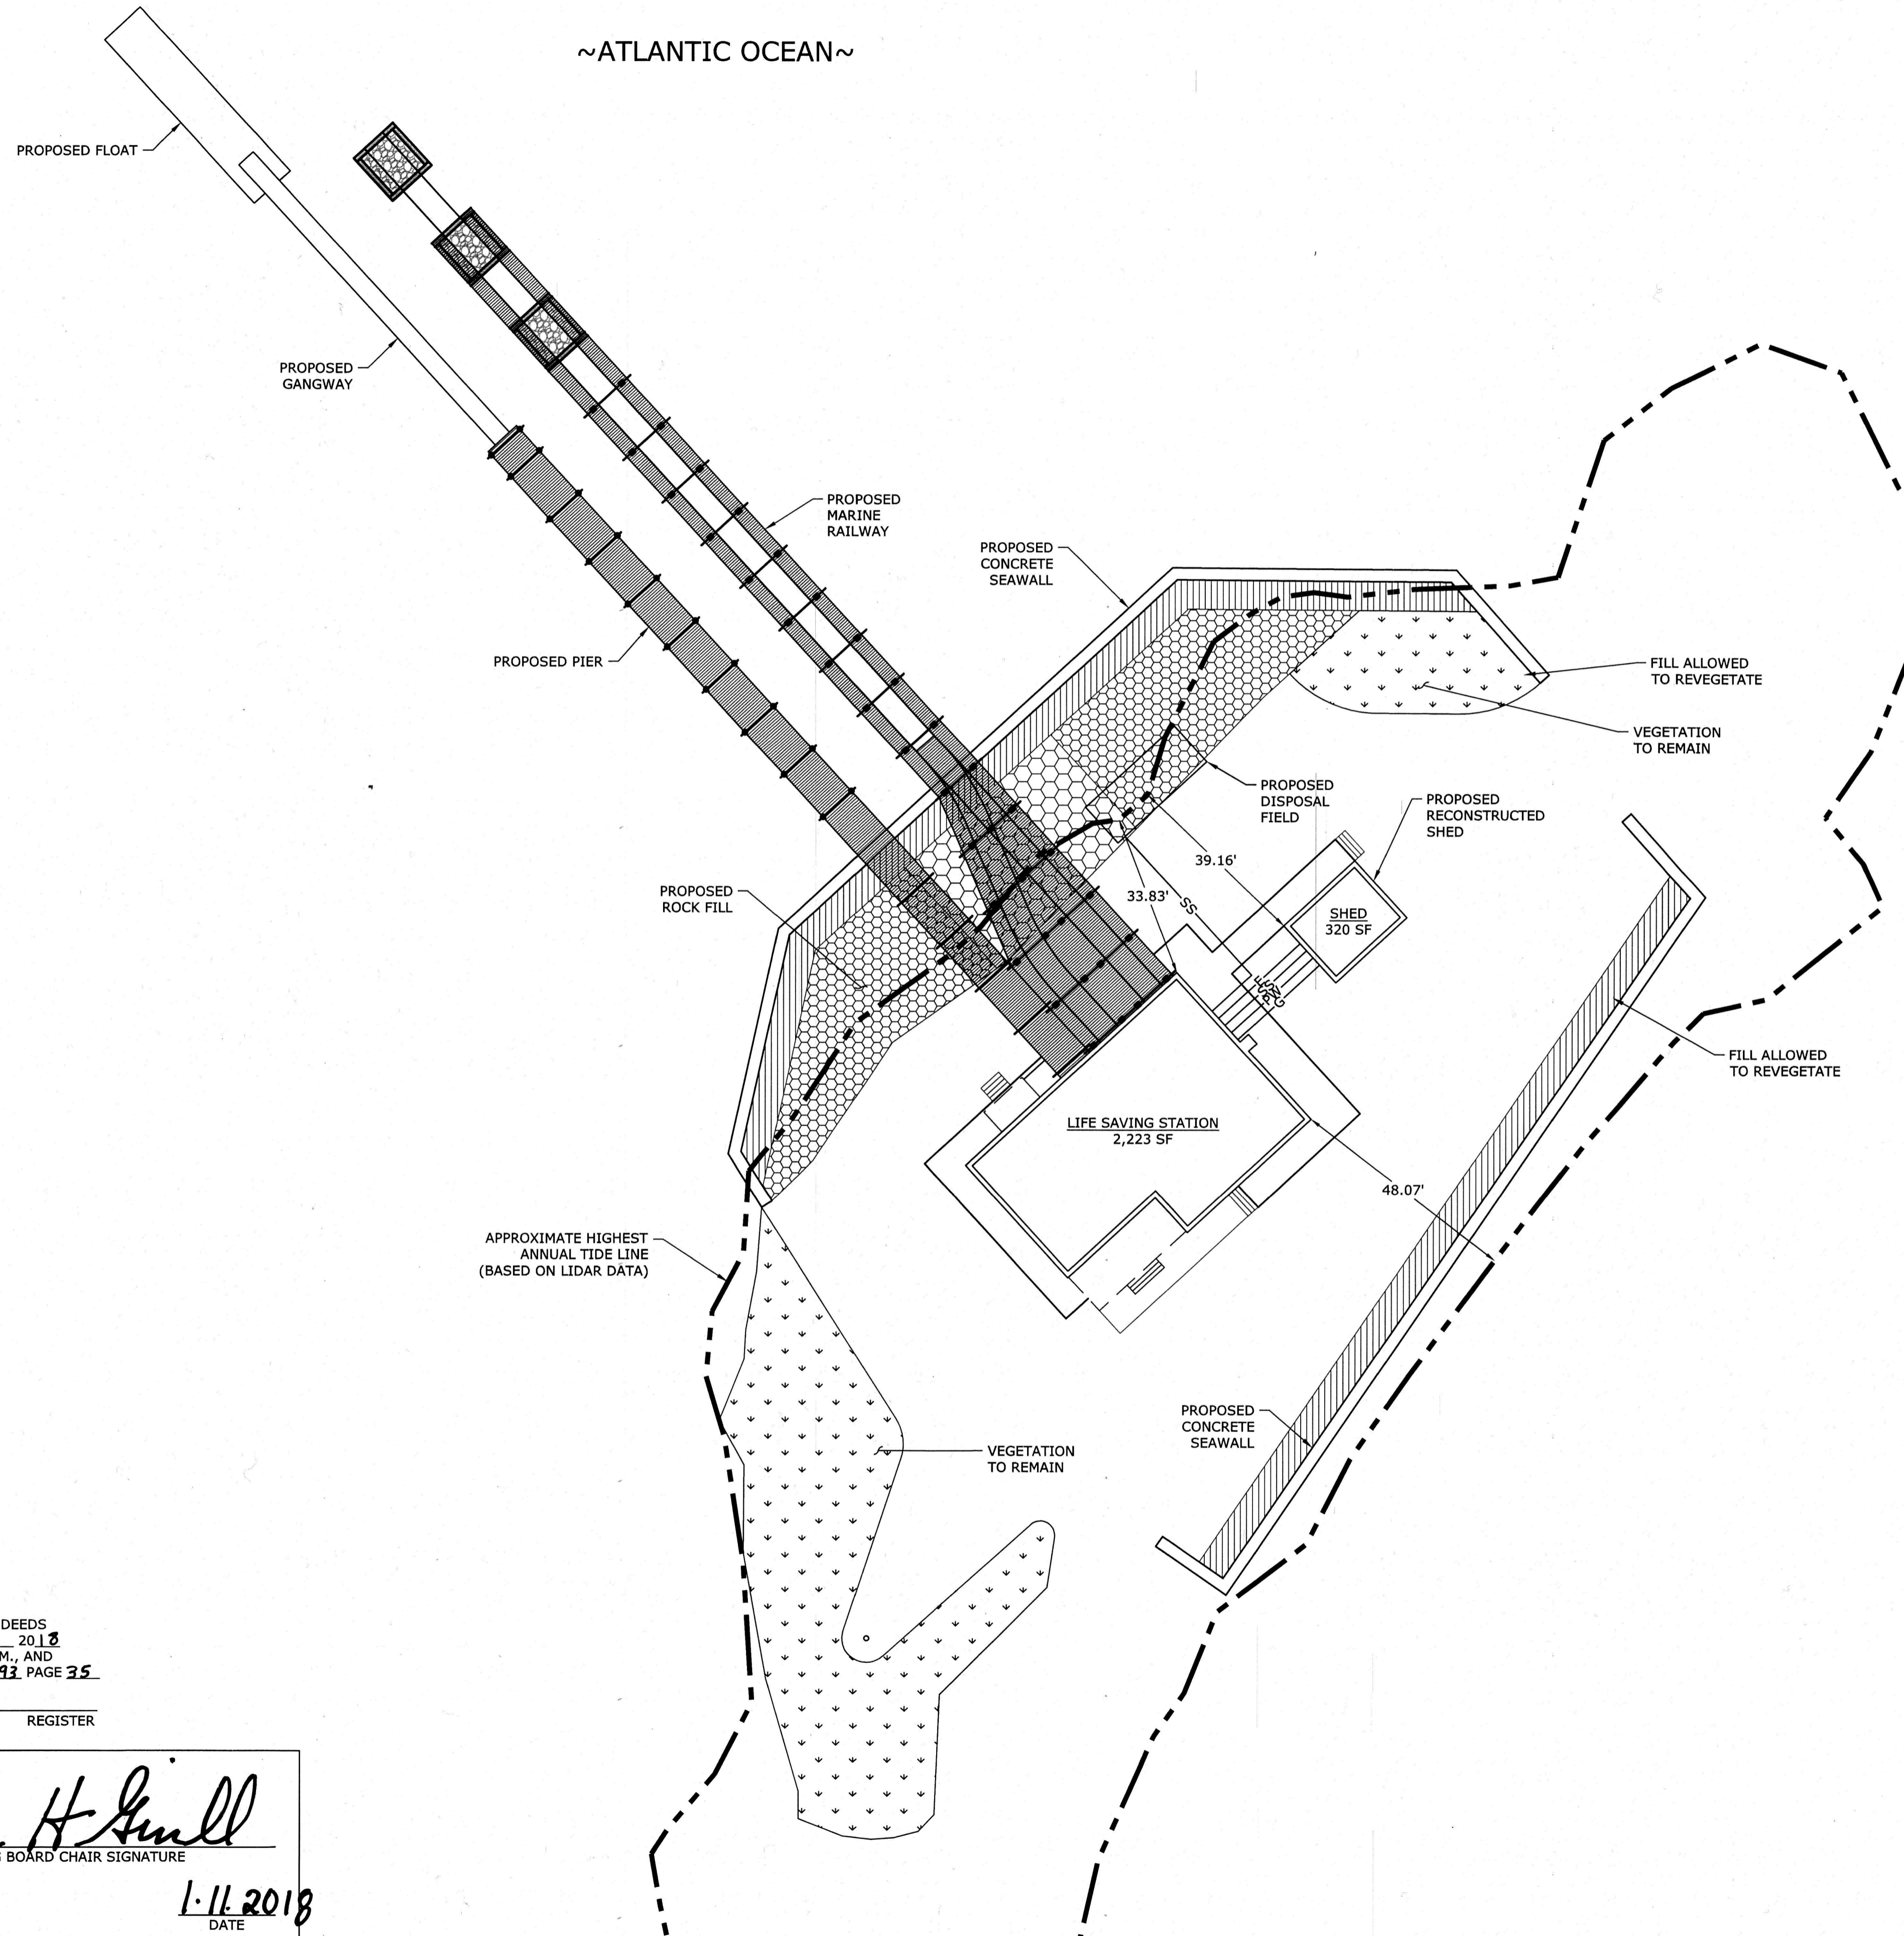 ~ATLANTIC OCEAN~
PROPOSED FLOAT
PROPOSED
GANGWAY
PROPOSED
MARINE
RAILWAY
PROPOSED
CONCRETE
SEAWALL
PROPOSED PIER
FILL ALLOWED
TO REVEGETATE
VEGETATION
TO REMAIN
PROPOSED
DISPOSAL
FIELD
PROPOSED
RECONSTRUCTED
SHED
39.16'
33.83'
SS
PROPOSED
ROCK FILL
SHED
320 SF
FILL ALLOWED
TO REVEGETATE
LIFE SAVING STATION
2,223 SF
48.07'
APPROXIMATE HIGHEST
ANNUAL TIDE LINE
(BASED ON LIDAR DATA)
PROPOSED
CONCRETE
SEAWALL
VEGETATION
TO REMAIN
DEEDS
2018
M., AND
93 PAGE 35
REGISTER
BOARD CHAIR SIGNATURE
1.11.2018
DATE